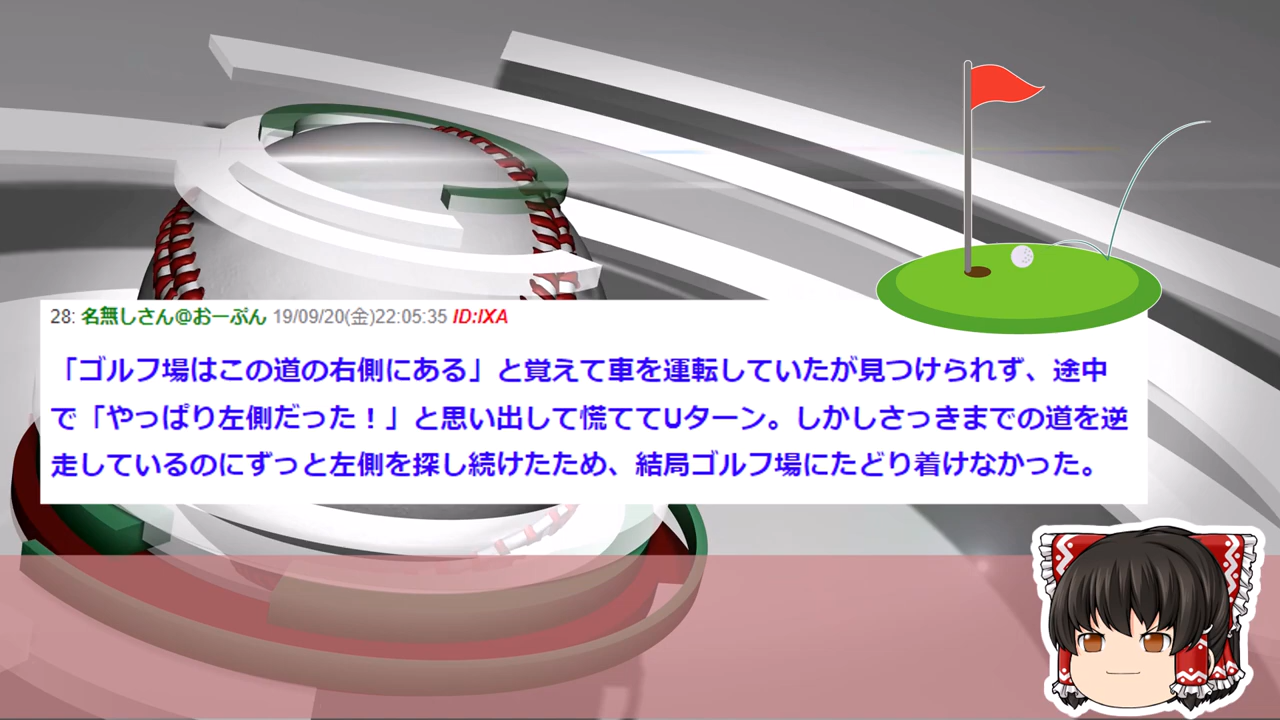 28: 名無しさん＠おーぷん 19/09/20(金)22:05:35 ID:IXA
「ゴルフ場はこの道の右側にある」と覚えて車を運転していたが見つけられず、途中
で「やっぱり左側だった！」と思い出して慌ててUターン。しかしさっきまでの道を逆
走しているのにずっと左側を探し続けたため、結局ゴルフ場にたどり着けなかった。